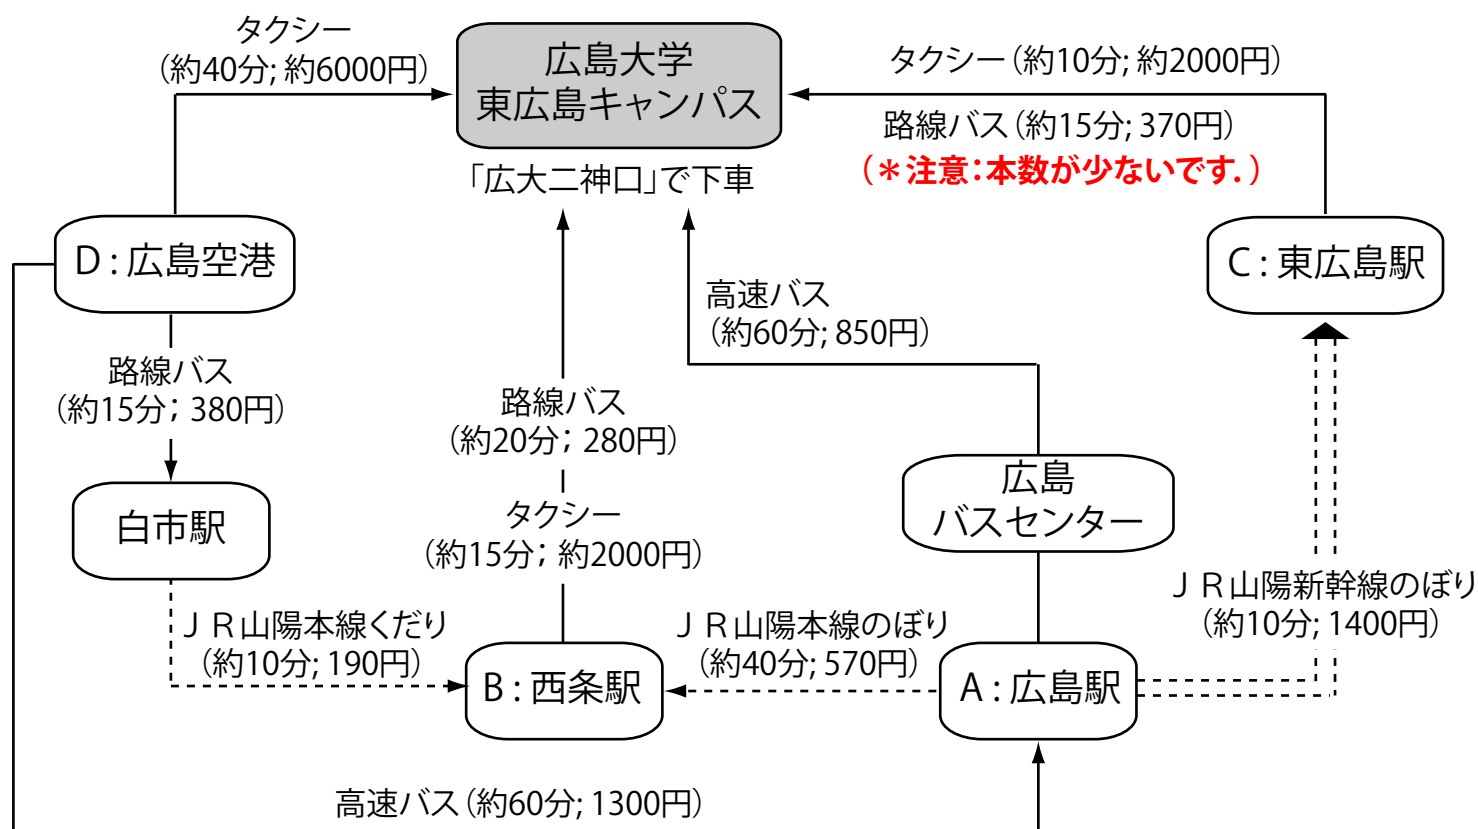 タクシー
（約40分; 約6000円）
広島大学
東広島キャンパス
タクシー（約10分; 約2000円）
路線バス（約15分; 370円）
（＊注意：本数が少ないです．）
「広大二神口」で下車
D : 広島空港
C : 東広島駅
高速バス
（約60分; 850円）
路線バス
（約15分；380円）
路線バス
（約20分；280円）
広島
バスセンター
白市駅
タクシー
（約15分；約2000円）
ＪＲ山陽新幹線のぼり
（約10分; 1400円）
ＪＲ山陽本線くだり
（約10分; 190円）
ＪＲ山陽本線のぼり
（約40分; 570円）
B : 西条駅
A : 広島駅
高速バス（約60分; 1300円）